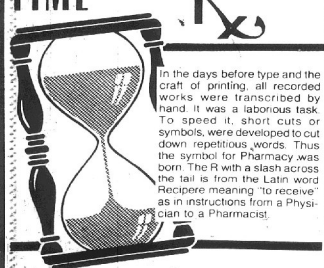 TIME
Rx
In the days before type and the
craft of printing, all recorded
works were transcribed by
hand. It was a laborious task.
To speed it, short cuts or
symbols, were developed to cut
down repetitious words. Thus
the symbol for Pharmacy was
born. The R with a slash across
the tail is from the Latin word
Recipere meaning "to receive"
as in instructions from a Physi-
cian to a Pharmacist.